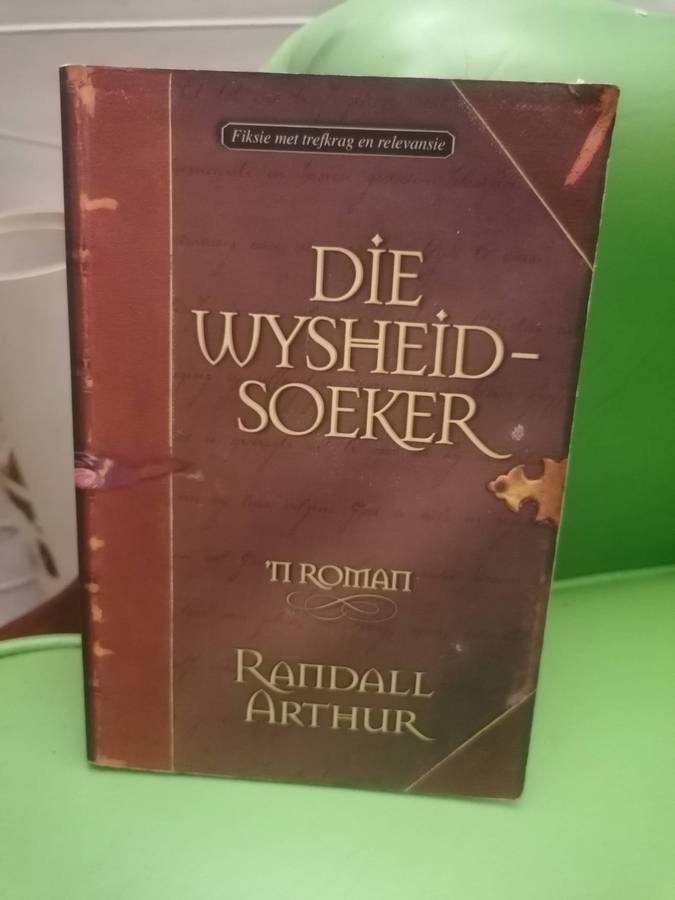 Fiksie met trefkrag en relevansie
DIE
WYSHEID-
SOEKER
'N ROMAN
RANDALL
ARTHUR